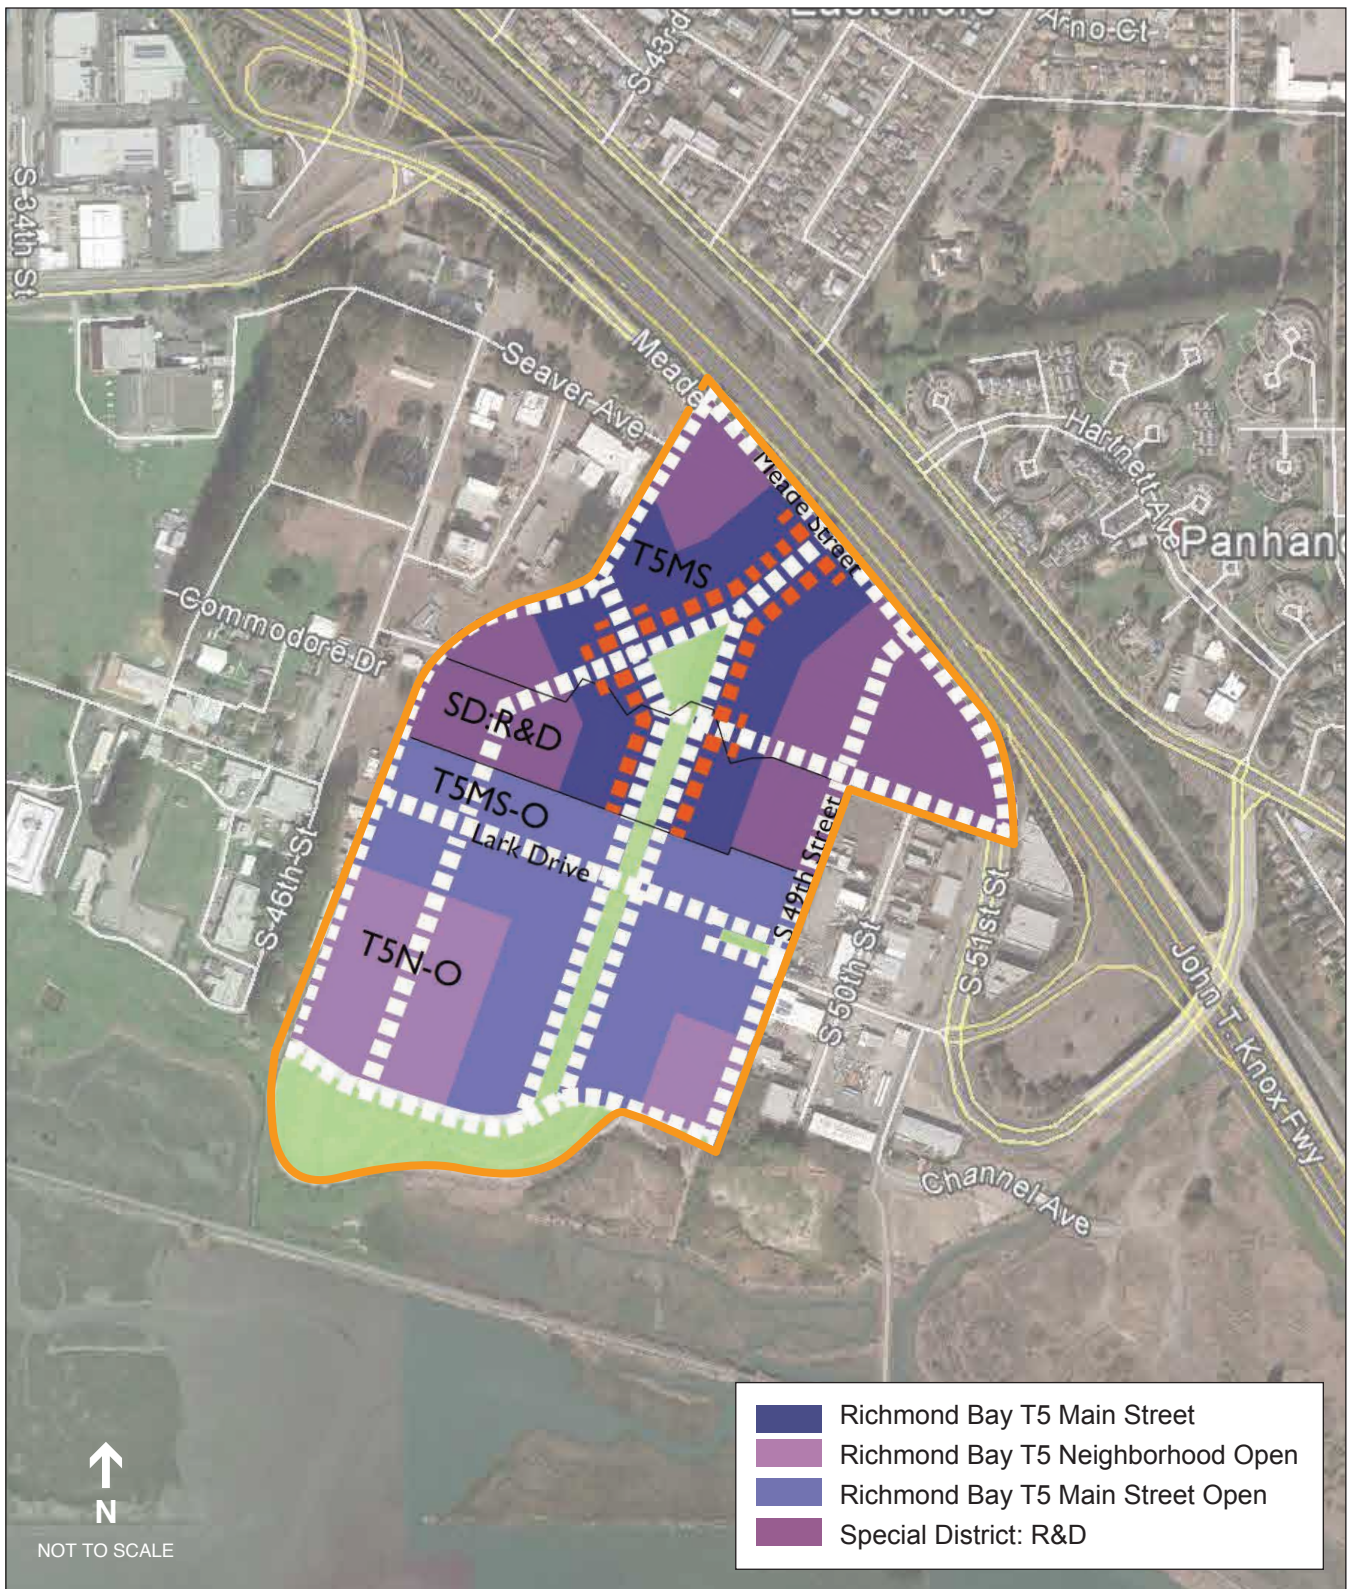 S 43rd
Arno Ct
S 34th St
Meade
Seaver Ave
Hartnett Ave
Meade Street
Panhan
T5MS
Commodore Dr
SD:R&D
T5MS-O
Lark Drive
S 49th Street
S 46th St
T5N-O
S 50th St
S 51st St
John T. Knox Fwy
Channel Ave
Richmond Bay T5 Main Street
Richmond Bay T5 Neighborhood Open
Richmond Bay T5 Main Street Open
Special District: R&D
N
NOT TO SCALE